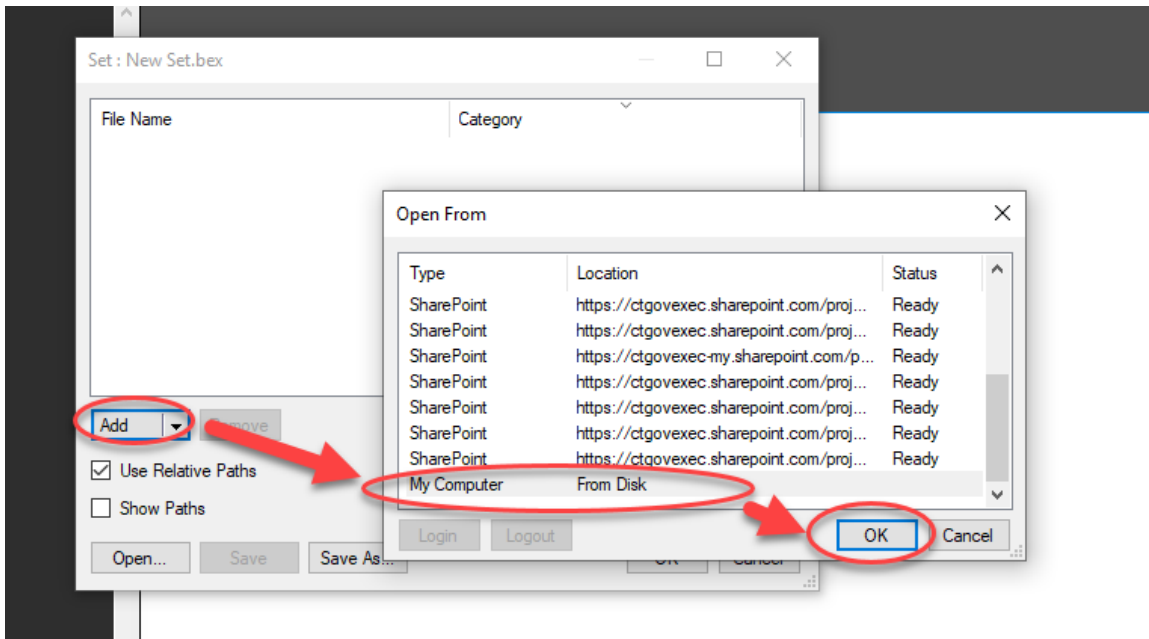 Set : New Set.bex
File Name Category
Open From
Type Location Status
SharePoint https://ctgovexec.sharepoint.com/proj... Ready
SharePoint https://ctgovexec.sharepoint.com/proj... Ready
SharePoint https://ctgovexec-my.sharepoint.com/p... Ready
SharePoint https://ctgovexec.sharepoint.com/proj... Ready
SharePoint https://ctgovexec.sharepoint.com/proj... Ready
SharePoint https://ctgovexec.sharepoint.com/proj... Ready
SharePoint https://ctgovexec.sharepoint.com/proj... Ready
My Computer From Disk
Login Logout OK Cancel
Add Remove
Use Relative Paths
Show Paths
Open... Save Save As... OK Cancel